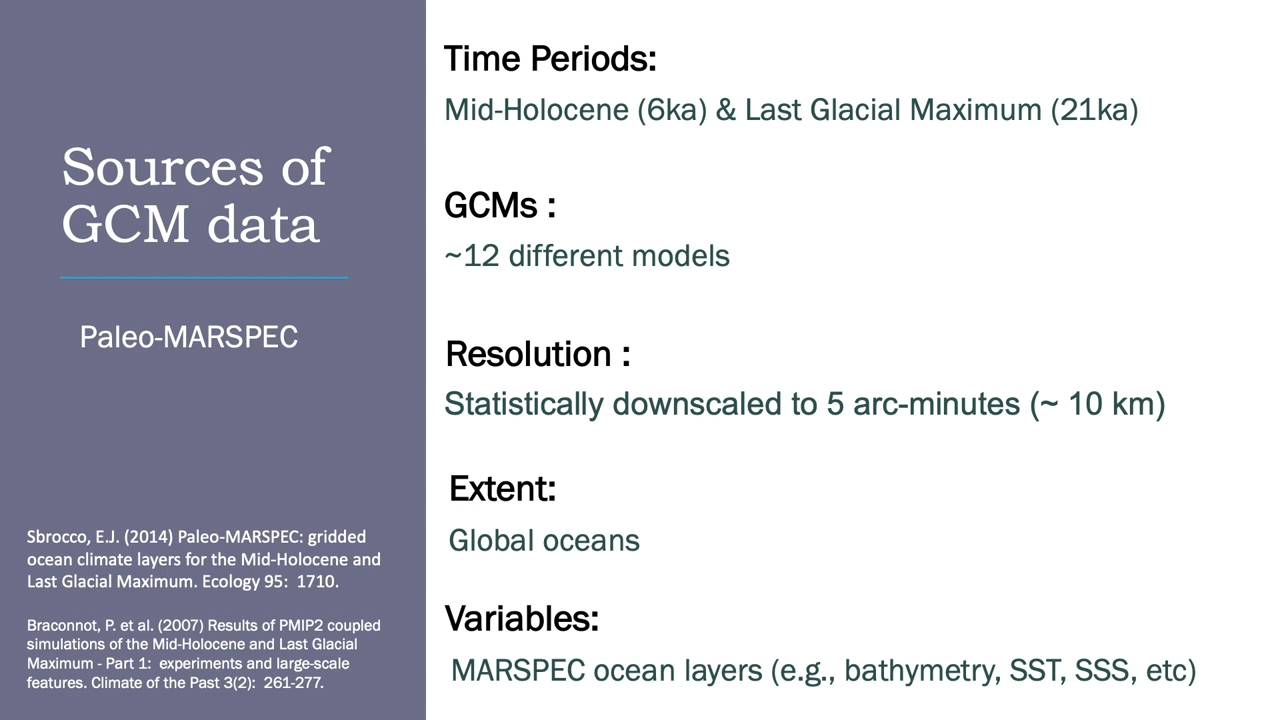 Sources of
GCM data
Paleo-MARSPEC
Sbrocco, E.J. (2014) Paleo-MARSPEC: gridded
ocean climate layers for the Mid-Holocene and
Last Glacial Maximum. Ecology 95:  1710.
Braconnot, P. et al. (2007) Results of PMIP2 coupled
simulations of the Mid-Holocene and Last Glacial
Maximum - Part 1:  experiments and large-scale
features. Climate of the Past 3(2):  261-277.
Time Periods:
Mid-Holocene (6ka) & Last Glacial Maximum (21ka)
GCMs :
~12 different models
Resolution :
Statistically downscaled to 5 arc-minutes (~ 10 km)
Extent:
Global oceans
Variables:
MARSPEC ocean layers (e.g., bathymetry, SST, SSS, etc)